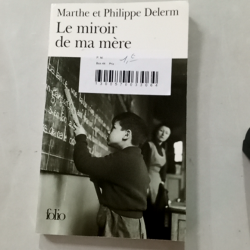 Marthe et Philippe Delerm
Le miroir
de ma mère
folio